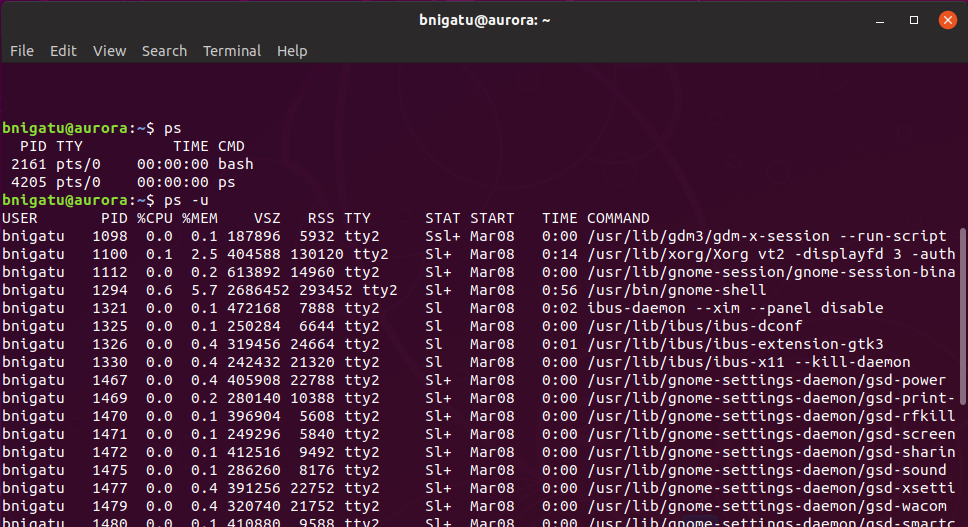 bnigatu@aurora: ~
File Edit View Search Terminal Help
bnigatu@aurora:~$ ps
  PID TTY          TIME CMD
 2161 pts/0    00:00:00 bash
 4205 pts/0    00:00:00 ps
bnigatu@aurora:~$ ps -u
USER       PID %CPU %MEM    VSZ   RSS TTY      STAT START   TIME COMMAND
bnigatu   1098  0.0  0.1 187896  5932 tty2     Ssl+ Mar08   0:00 /usr/lib/gdm3/gdm-x-session --run-script
bnigatu   1100  0.1  2.5 404588 130120 tty2    Sl+  Mar08   0:14 /usr/lib/xorg/Xorg vt2 -displayfd 3 -auth
bnigatu   1112  0.0  0.2 613892 14960 tty2     Sl+  Mar08   0:00 /usr/lib/gnome-session/gnome-session-bina
bnigatu   1294  0.6  5.7 2686452 293452 tty2   Sl+  Mar08   0:56 /usr/bin/gnome-shell
bnigatu   1321  0.0  0.1 472168  7888 tty2     Sl   Mar08   0:02 ibus-daemon --xim --panel disable
bnigatu   1325  0.0  0.1 250284  6644 tty2     Sl   Mar08   0:00 /usr/lib/ibus/ibus-dconf
bnigatu   1326  0.0  0.4 319456 24664 tty2     Sl   Mar08   0:01 /usr/lib/ibus/ibus-extension-gtk3
bnigatu   1330  0.0  0.4 242432 21320 tty2     Sl   Mar08   0:00 /usr/lib/ibus/ibus-x11 --kill-daemon
bnigatu   1467  0.0  0.4 405908 22788 tty2     Sl+  Mar08   0:00 /usr/lib/gnome-settings-daemon/gsd-power
bnigatu   1469  0.0  0.2 280140 10388 tty2     Sl+  Mar08   0:00 /usr/lib/gnome-settings-daemon/gsd-print-
bnigatu   1470  0.0  0.1 396904  5608 tty2     Sl+  Mar08   0:00 /usr/lib/gnome-settings-daemon/gsd-rfkill
bnigatu   1471  0.0  0.1 249296  5840 tty2     Sl+  Mar08   0:00 /usr/lib/gnome-settings-daemon/gsd-screen
bnigatu   1472  0.0  0.1 412516  9492 tty2     Sl+  Mar08   0:00 /usr/lib/gnome-settings-daemon/gsd-sharin
bnigatu   1475  0.0  0.1 286260  8176 tty2     Sl+  Mar08   0:00 /usr/lib/gnome-settings-daemon/gsd-sound
bnigatu   1477  0.0  0.4 391256 22752 tty2     Sl+  Mar08   0:00 /usr/lib/gnome-settings-daemon/gsd-xsetti
bnigatu   1479  0.0  0.4 320740 21752 tty2     Sl+  Mar08   0:00 /usr/lib/gnome-settings-daemon/gsd-wacom
bnigatu   1480  0.0  0.1 410880  9588 tty2     Sl+  Mar08   0:00 /usr/lib/gnome-settings-daemon/gsd-smartc